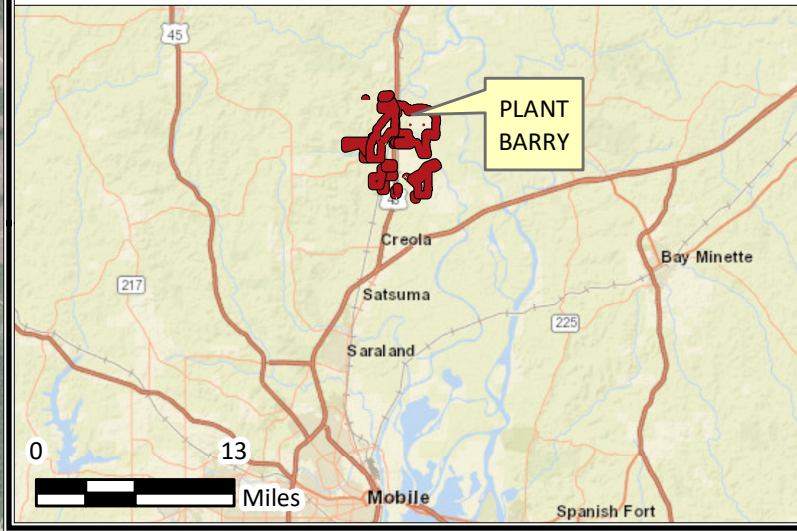 45
PLANT
BARRY
43
Creola
Bay Minette
217
Satsuma
225
Saraland
0
13
Miles
Mobile
Spanish Fort